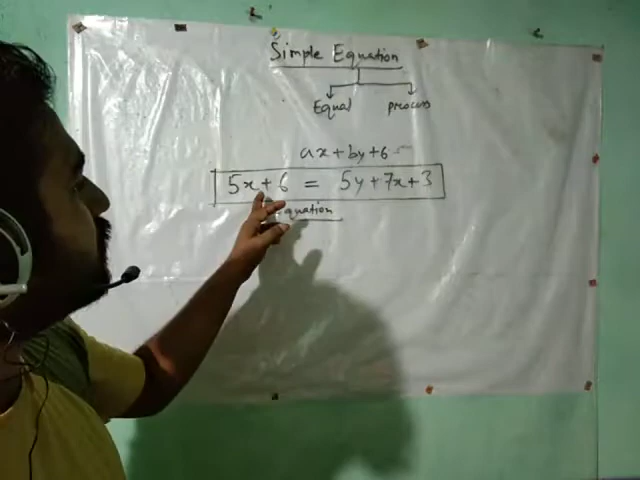 Simple Equation
Equal process
ax+by+6
5x+6 = 5y+7x+3
Equation